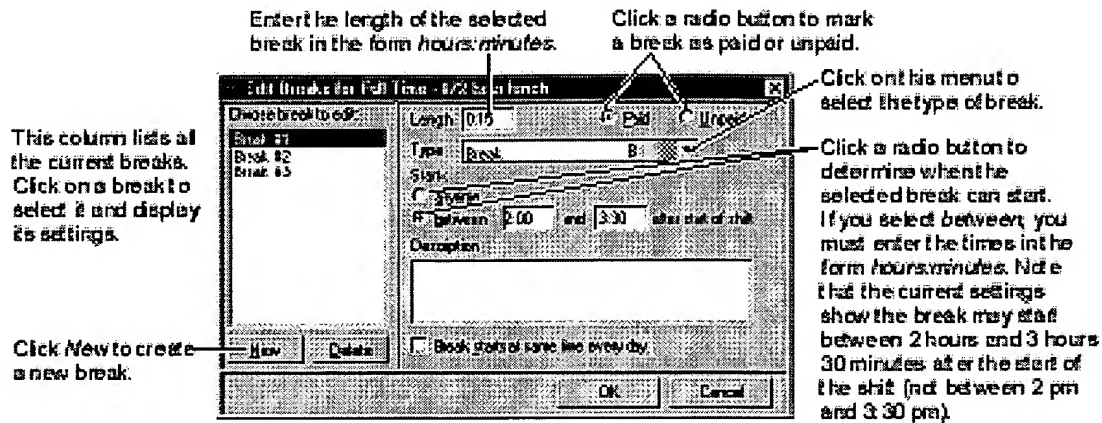 Enter the length of the selected
break in the form hours:minutes.
Click a radio button to mark
a break as paid or unpaid.
Click on this menu to
select the type of break.
This column lists all
the current breaks.
Click on a break to
select it and display
its settings.
Click a radio button to
determine when the
selected break can start.
If you select between, you
must enter the times in the
form hours:minutes. Note
that the current settings
show the break may start
between 2 hours and 3 hours
30 minutes after the start of
the shift (not between 2 pm
and 3:30 pm).
Click New to create
a new break.
Edit Breaks for Full Time - lunch
Choose break to edit:
Break #1
Break #2
Break #3
New
Delete
Length: 0:15
Paid
Unpaid
Type: Break
Start:
between 2:00 and 3:30 after start of shift
Description
Break starts at same time every day.
OK
Cancel